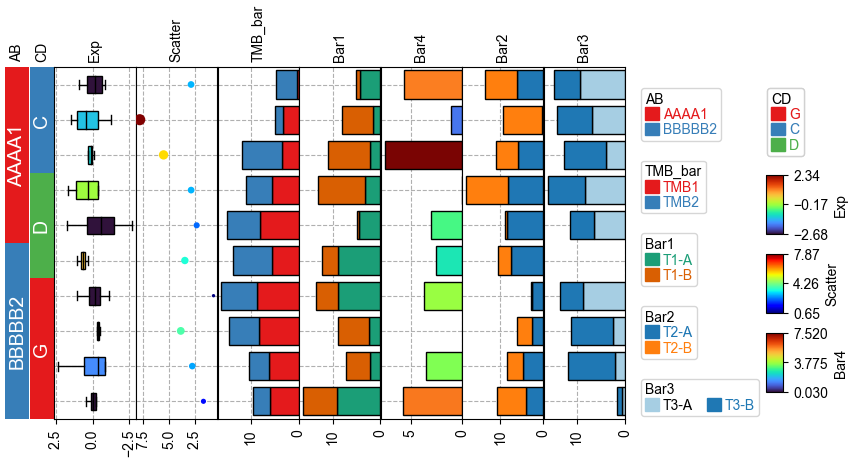 AB
CD
Exp
Scatter
TMB_bar
Bar1
Bar4
Bar2
Bar3
AAAA1
BBBBB2
C
D
G
2.5
0.0
−2.5
7.5
5.0
2.5
10
0
10
0
5
0
10
0
10
0
AB
AAAA1
BBBBB2
TMB_bar
TMB1
TMB2
Bar1
T1-A
T1-B
Bar2
T2-A
T2-B
Bar3
T3-A T3-B
CD
G
C
D
2.34
−0.17
−2.68
Exp
7.87
4.26
0.65
Scatter
7.520
3.775
0.030
Bar4